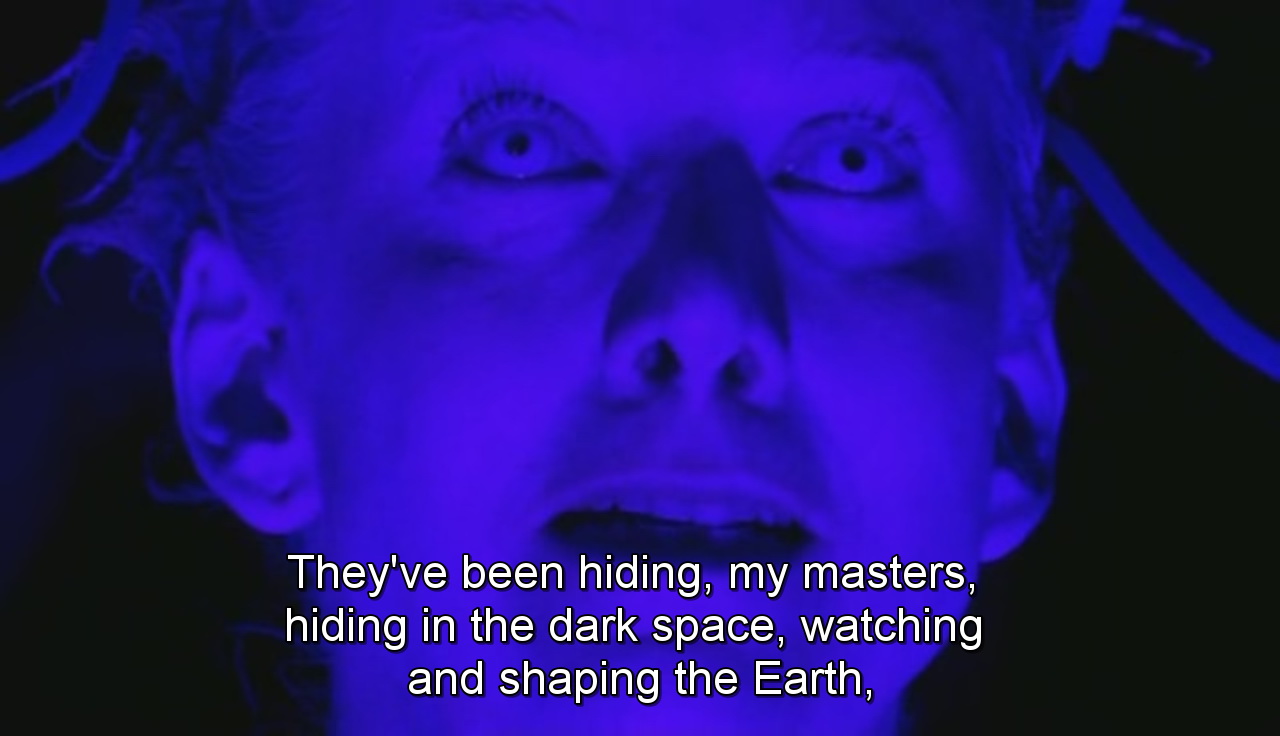 They've been hiding, my masters,
hiding in the dark space, watching
and shaping the Earth,